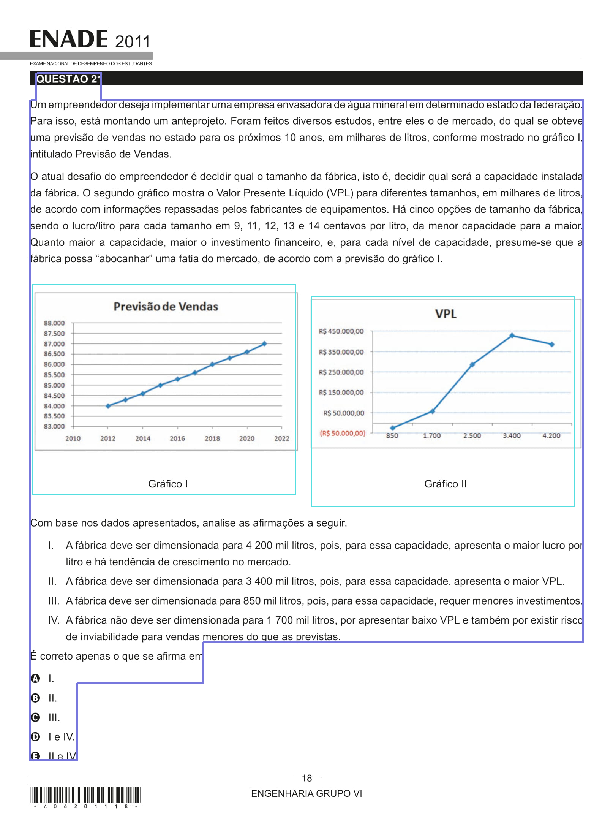 ENADE 2011
EXAME NACIONAL DE DESEMPENHO DOS ESTUDANTES
QUESTÃO 21
Um empreendedor deseja implementar uma empresa envasadora de água mineral em determinado estado da federação.
Para isso, está montando um anteprojeto. Foram feitos diversos estudos, entre eles o de mercado, do qual se obteve
uma previsão de vendas no estado para os próximos 10 anos, em milhares de litros, conforme mostrado no gráfico I,
intitulado Previsão de Vendas.
O atual desafio do empreendedor é decidir qual o tamanho da fábrica, isto é, decidir qual será a capacidade instalada
da fábrica. O segundo gráfico mostra o Valor Presente Líquido (VPL) para diferentes tamanhos, em milhares de litros,
de acordo com informações repassadas pelos fabricantes de equipamentos. Há cinco opções de tamanho da fábrica,
sendo o lucro/litro para cada tamanho em 9, 11, 12, 13 e 14 centavos por litro, da menor capacidade para a maior.
Quanto maior a capacidade, maior o investimento financeiro, e, para cada nível de capacidade, presume-se que a
fábrica possa “abocanhar” uma fatia do mercado, de acordo com a previsão do gráfico I.
Previsão de Vendas
88.000
87.500
87.000
86.500
86.000
85.500
85.000
84.500
84.000
83.500
83.000
2010 2012 2014 2016 2018 2020 2022
Gráfico I
VPL
R$ 450.000,00
R$ 350.000,00
R$ 250.000,00
R$ 150.000,00
R$ 50.000,00
(R$ 50.000,00)
850 1.700 2.500 3.400 4.200
Gráfico II
Com base nos dados apresentados, analise as afirmações a seguir.
I. A fábrica deve ser dimensionada para 4 200 mil litros, pois, para essa capacidade, apresenta o maior lucro por
litro e há tendência de crescimento no mercado.
II. A fábrica deve ser dimensionada para 3 400 mil litros, pois, para essa capacidade, apresenta o maior VPL.
III. A fábrica deve ser dimensionada para 850 mil litros, pois, para essa capacidade, requer menores investimentos.
IV. A fábrica não deve ser dimensionada para 1 700 mil litros, por apresentar baixo VPL e também por existir risco
de inviabilidade para vendas menores do que as previstas.
É correto apenas o que se afirma em
A I.
B II.
C III.
D I e IV.
E II e IV.
18
ENGENHARIA GRUPO VI
* R 0 4 2 0 1 1 1 8 *